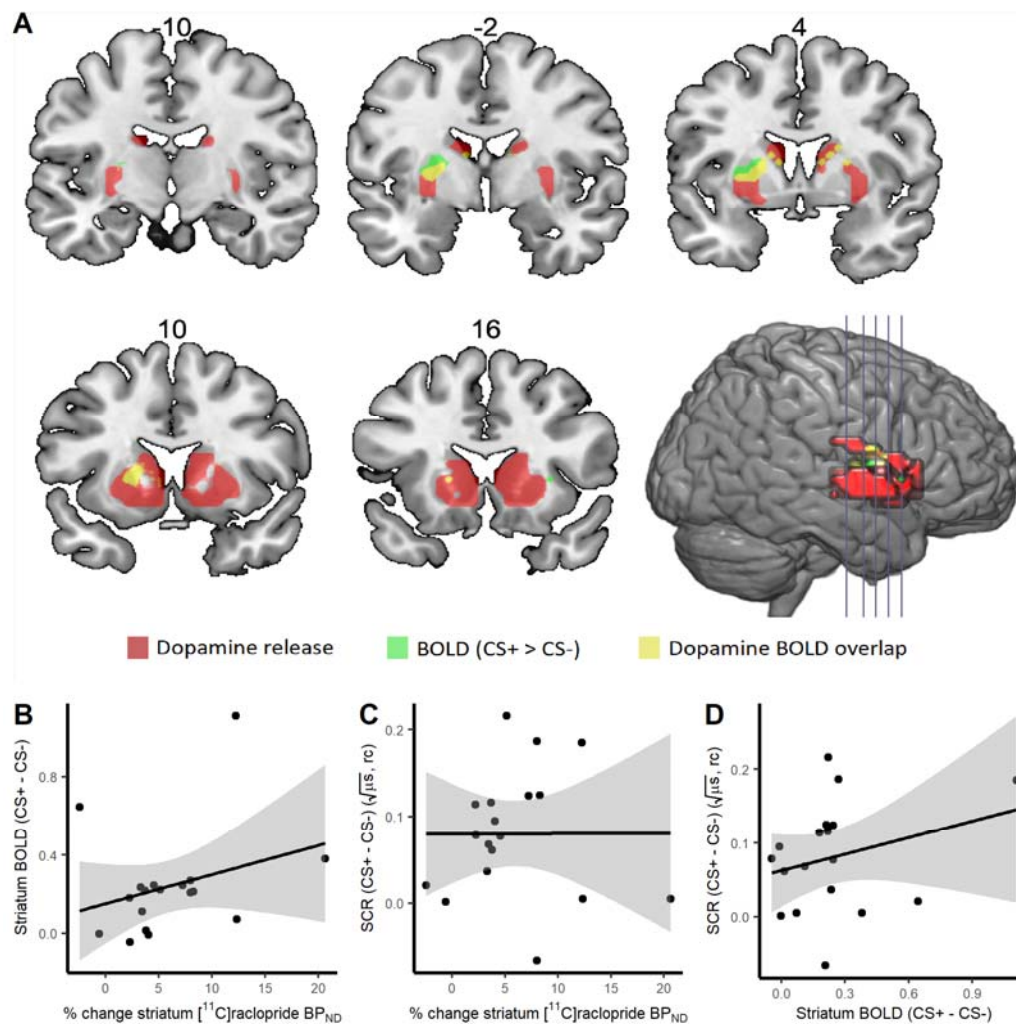 A
-10
-2
4
10
16
Dopamine release
BOLD (CS+ > CS-)
Dopamine BOLD overlap
B
Striatum BOLD (CS+ - CS-)
0.8
0.4
0.0
0 5 10 15 20
% change striatum [¹¹C]raclopride BP_ND
C
SCR (CS+ - CS-) (√µs, rc)
0.2
0.1
0.0
0 5 10 15 20
% change striatum [¹¹C]raclopride BP_ND
D
SCR (CS+ - CS-) (√µs, rc)
0.2
0.1
0.0
0.0 0.3 0.6 0.9
Striatum BOLD (CS+ - CS-)